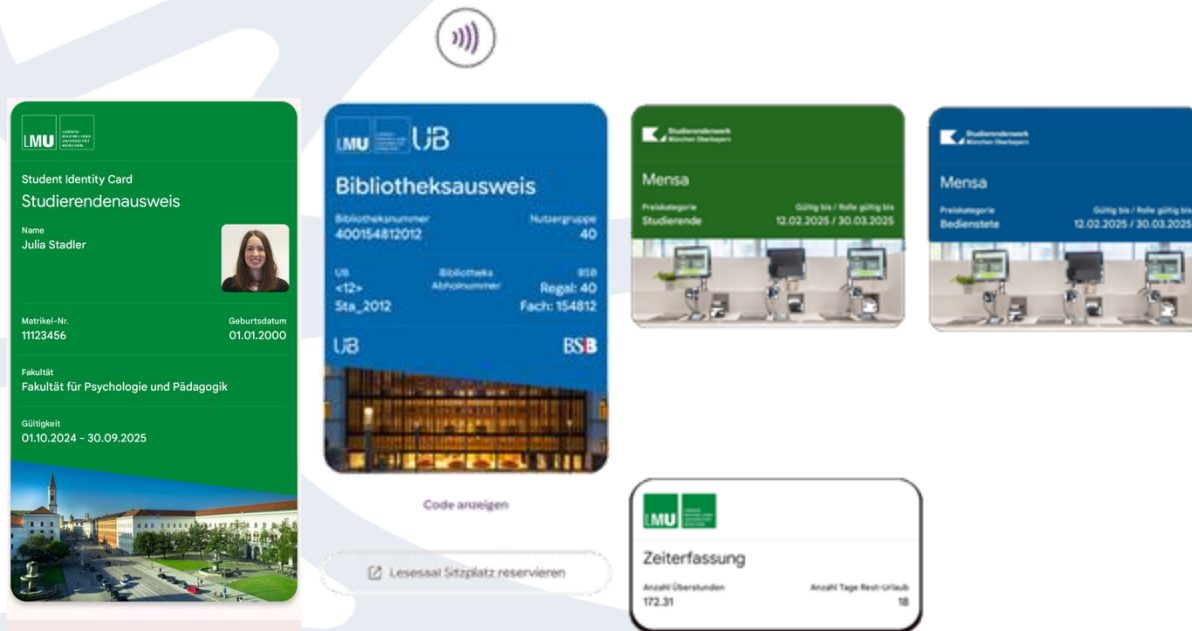 LMU
LUDWIG-
MAXIMILIANS-
UNIVERSITÄT
MÜNCHEN
Student Identity Card
Studierendenausweis
Name
Julia Stadler
Matrikel-Nr. Geburtsdatum
11123456 01.01.2000
Fakultät
Fakultät für Psychologie und Pädagogik
Gültigkeit
01.10.2024 - 30.09.2025
LMU UB
Bibliotheksausweis
Bibliotheksnummer Nutzergruppe
400154812012 40
UB Bibliotheks BSB
<12> Abholnummer Regal: 40
Sta_2012 Fach: 154812
UB BSB
Code anzeigen
Lesesaal Sitzplatz reservieren
Studierendenwerk
München Oberbayern
Mensa
Preiskategorie Gültig bis / Rolle gültig bis
Studierende 12.02.2025 / 30.03.2025
Studierendenwerk
München Oberbayern
Mensa
Preiskategorie Gültig bis / Rolle gültig bis
Bedienstete 12.02.2025 / 30.03.2025
LMU
Zeiterfassung
Anzahl Überstunden Anzahl Tage Rest-Urlaub
172.31 18